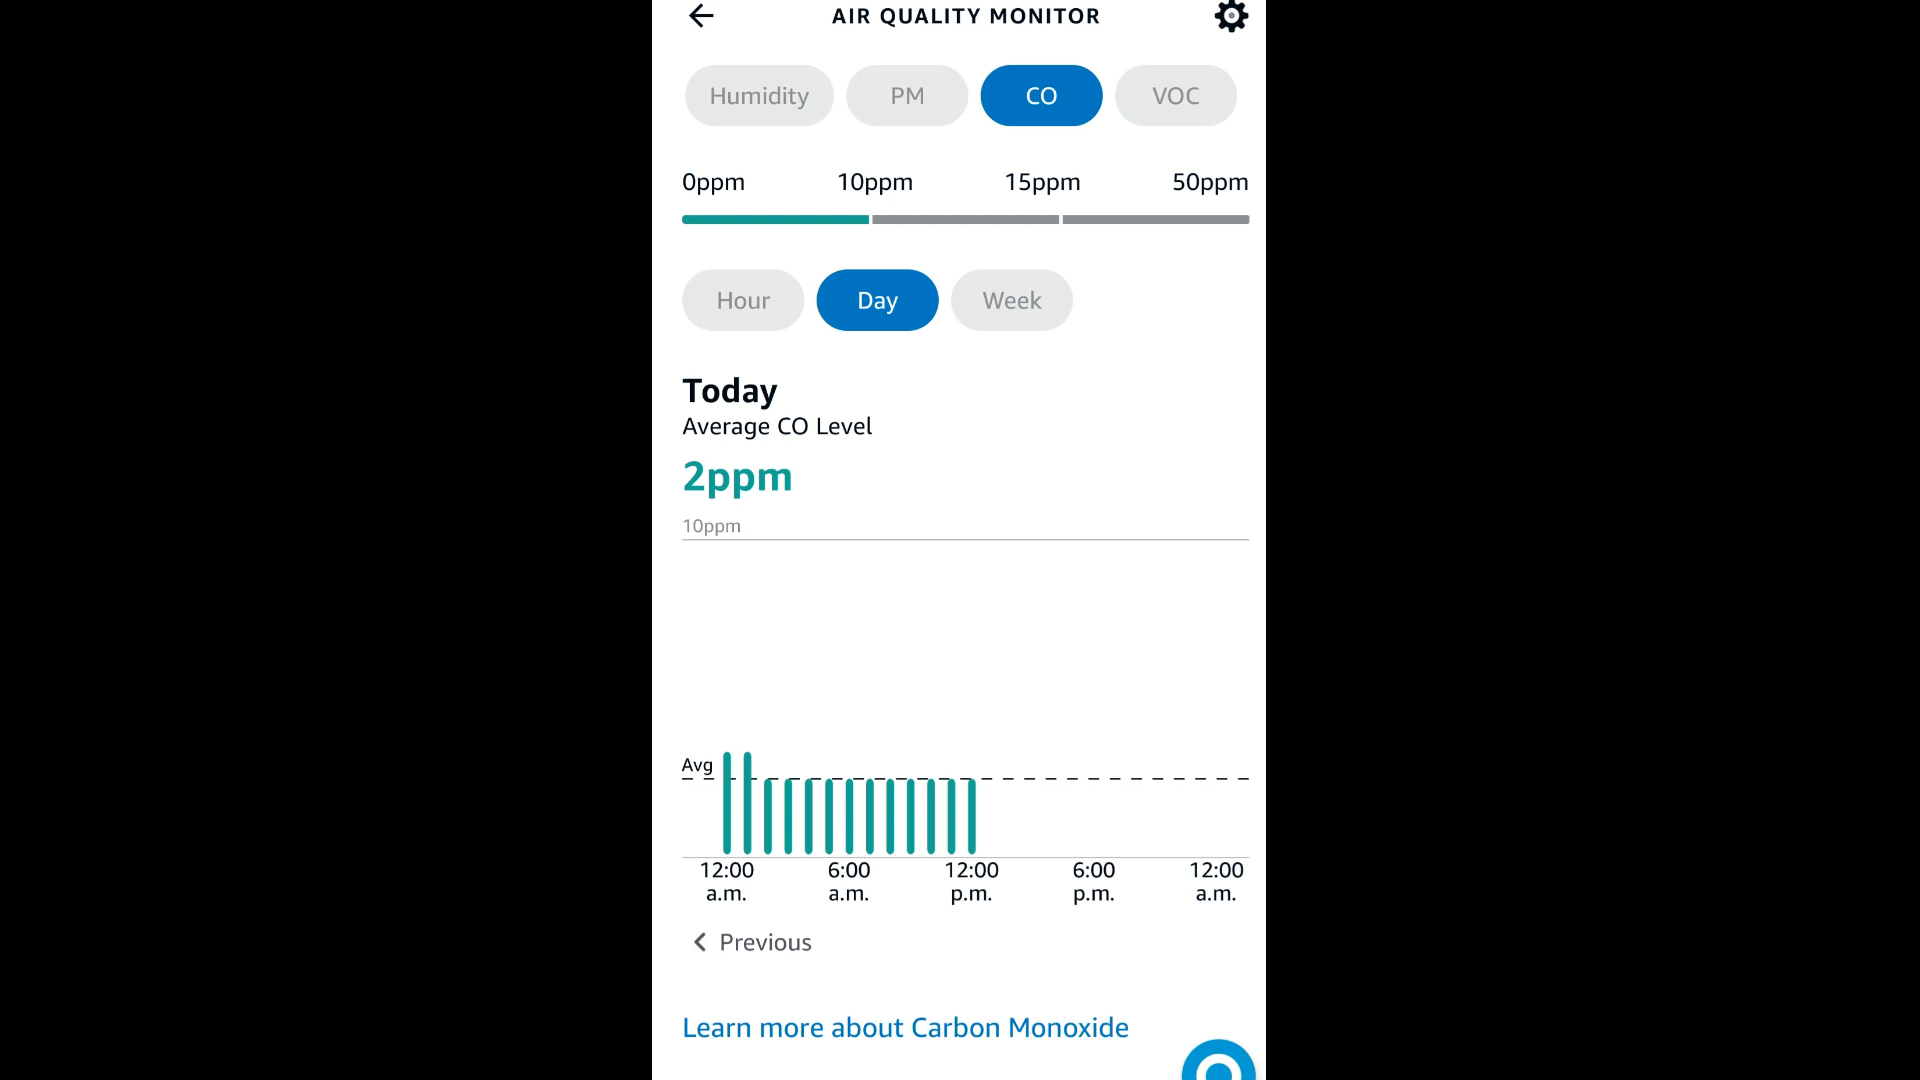 AIR QUALITY MONITOR
Humidity PM CO VOC
0ppm 10ppm 15ppm 50ppm
Hour Day Week
Today
Average CO Level
2ppm
10ppm
Avg
12:00 6:00 12:00 6:00 12:00
a.m. a.m. p.m. p.m. a.m.
Previous
Learn more about Carbon Monoxide